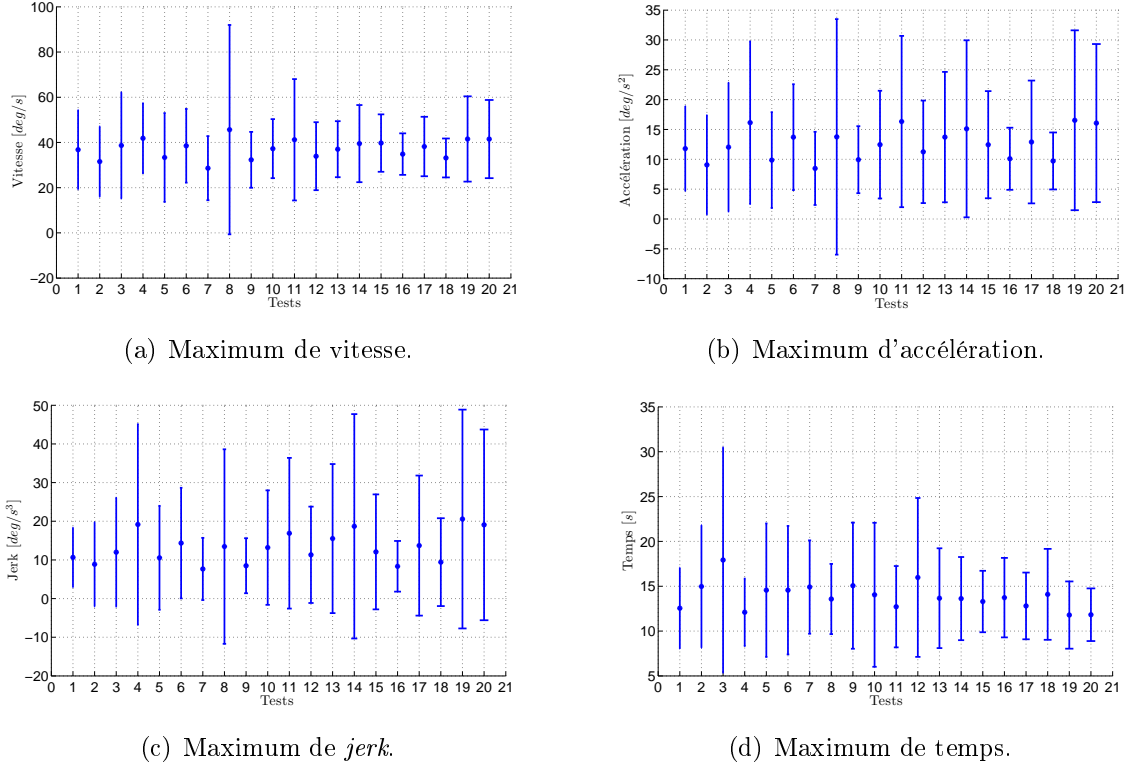 100
80
60
40
20
0
−20
Vitesse [deg/s]
0 1 2 3 4 5 6 7 8 9 10 11 12 13 14 15 16 17 18 19 20 21
Tests
(a) Maximum de vitesse.
35
30
25
20
15
10
5
0
−5
−10
Accélération [deg/s²]
0 1 2 3 4 5 6 7 8 9 10 11 12 13 14 15 16 17 18 19 20 21
Tests
(b) Maximum d'accélération.
50
40
30
20
10
0
−10
−20
Jerk [deg/s³]
0 1 2 3 4 5 6 7 8 9 10 11 12 13 14 15 16 17 18 19 20 21
Tests
(c) Maximum de jerk.
35
30
25
20
15
10
5
Temps [s]
0 1 2 3 4 5 6 7 8 9 10 11 12 13 14 15 16 17 18 19 20 21
Tests
(d) Maximum de temps.